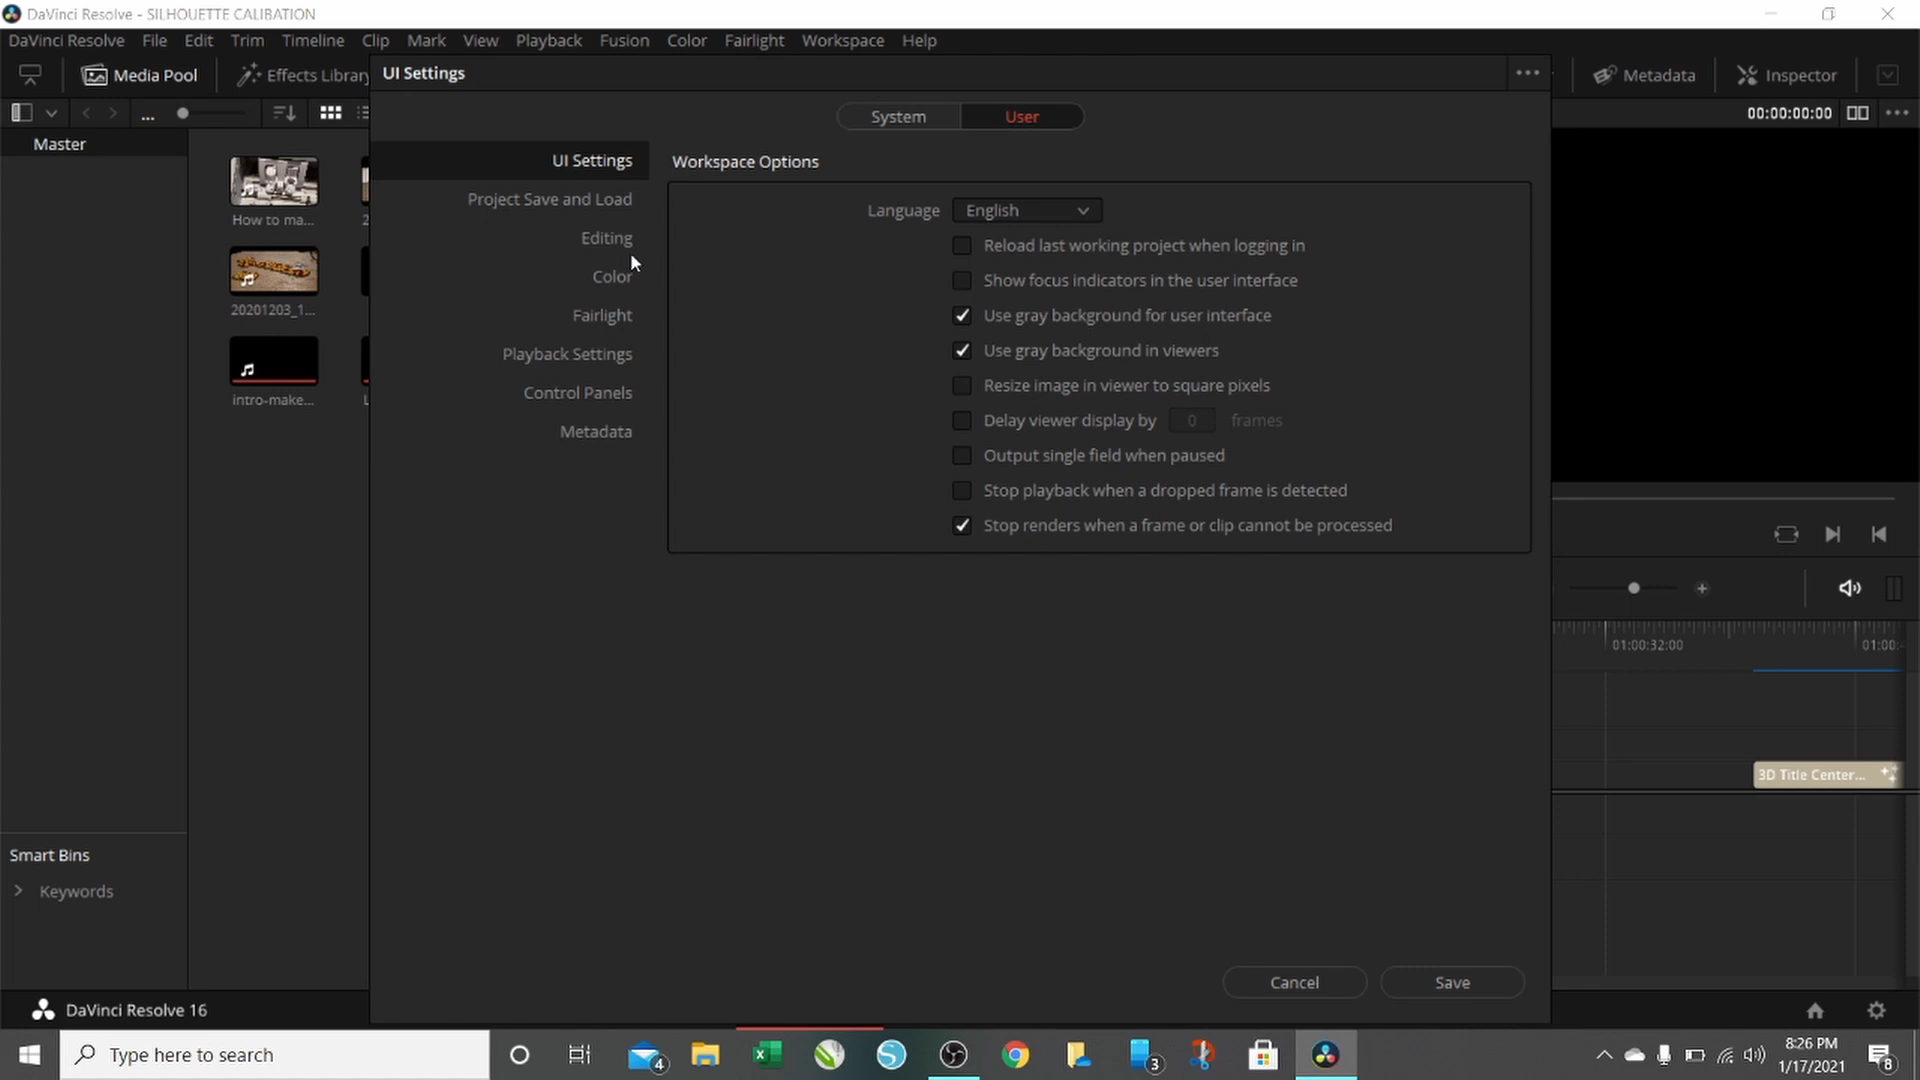 DaVinci Resolve - SILHOUETTE CALIBATION
DaVinci Resolve File Edit Trim Timeline Clip Mark View Playback Fusion Color Fairlight Workspace Help
Media Pool Effects Library UI Settings Metadata Inspector
System User
00:00:00:00
Master
UI Settings
Project Save and Load
Editing
Color
Fairlight
Playback Settings
Control Panels
Metadata
Workspace Options
Language English
Reload last working project when logging in
Show focus indicators in the user interface
Use gray background for user interface
Use gray background in viewers
Resize image in viewer to square pixels
Delay viewer display by 0 frames
Output single field when paused
Stop playback when a dropped frame is detected
Stop renders when a frame or clip cannot be processed
How to ma...
2
20201203_1...
intro-make...
L
01:00:32:00 01:00:4
3D Title Center...
Smart Bins
Keywords
Cancel Save
DaVinci Resolve 16
Type here to search
4
3
8:26 PM
1/17/2021
8